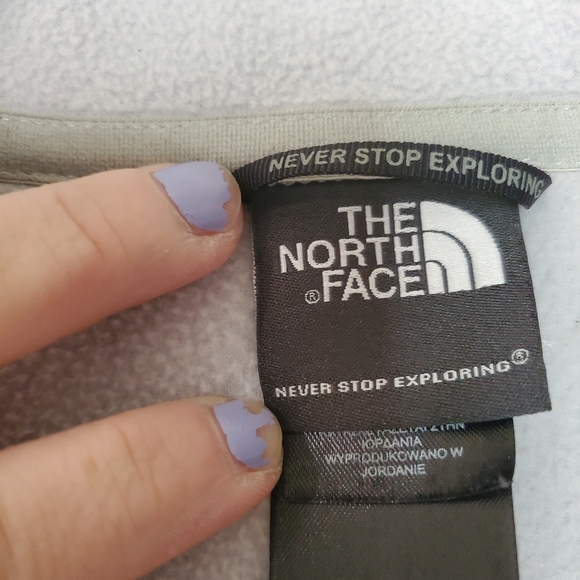 NEVER STOP EXPLORING
THE
NORTH
® FACE
NEVER STOP EXPLORING®
ΙΟΡΔΑΝΙΑ
WYPRODUKOWANO W
JORDANIE